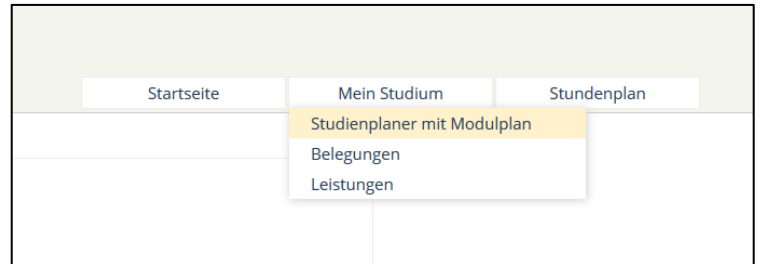 Startseite Mein Studium Stundenplan
Studienplaner mit Modulplan
Belegungen
Leistungen